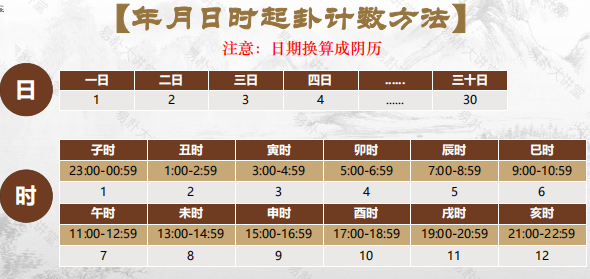 【年月日时起卦计数方法】
注意：日期换算成阴历
日
一日 二日 三日 四日 …… 三十日
1 2 3 4 …… 30
时
子时 丑时 寅时 卯时 辰时 巳时
23:00-00:59 1:00-2:59 3:00-4:59 5:00-6:59 7:00-8:59 9:00-10:59
1 2 3 4 5 6
午时 未时 申时 酉时 戌时 亥时
11:00-12:59 13:00-14:59 15:00-16:59 17:00-18:59 19:00-20:59 21:00-22:59
7 8 9 10 11 12